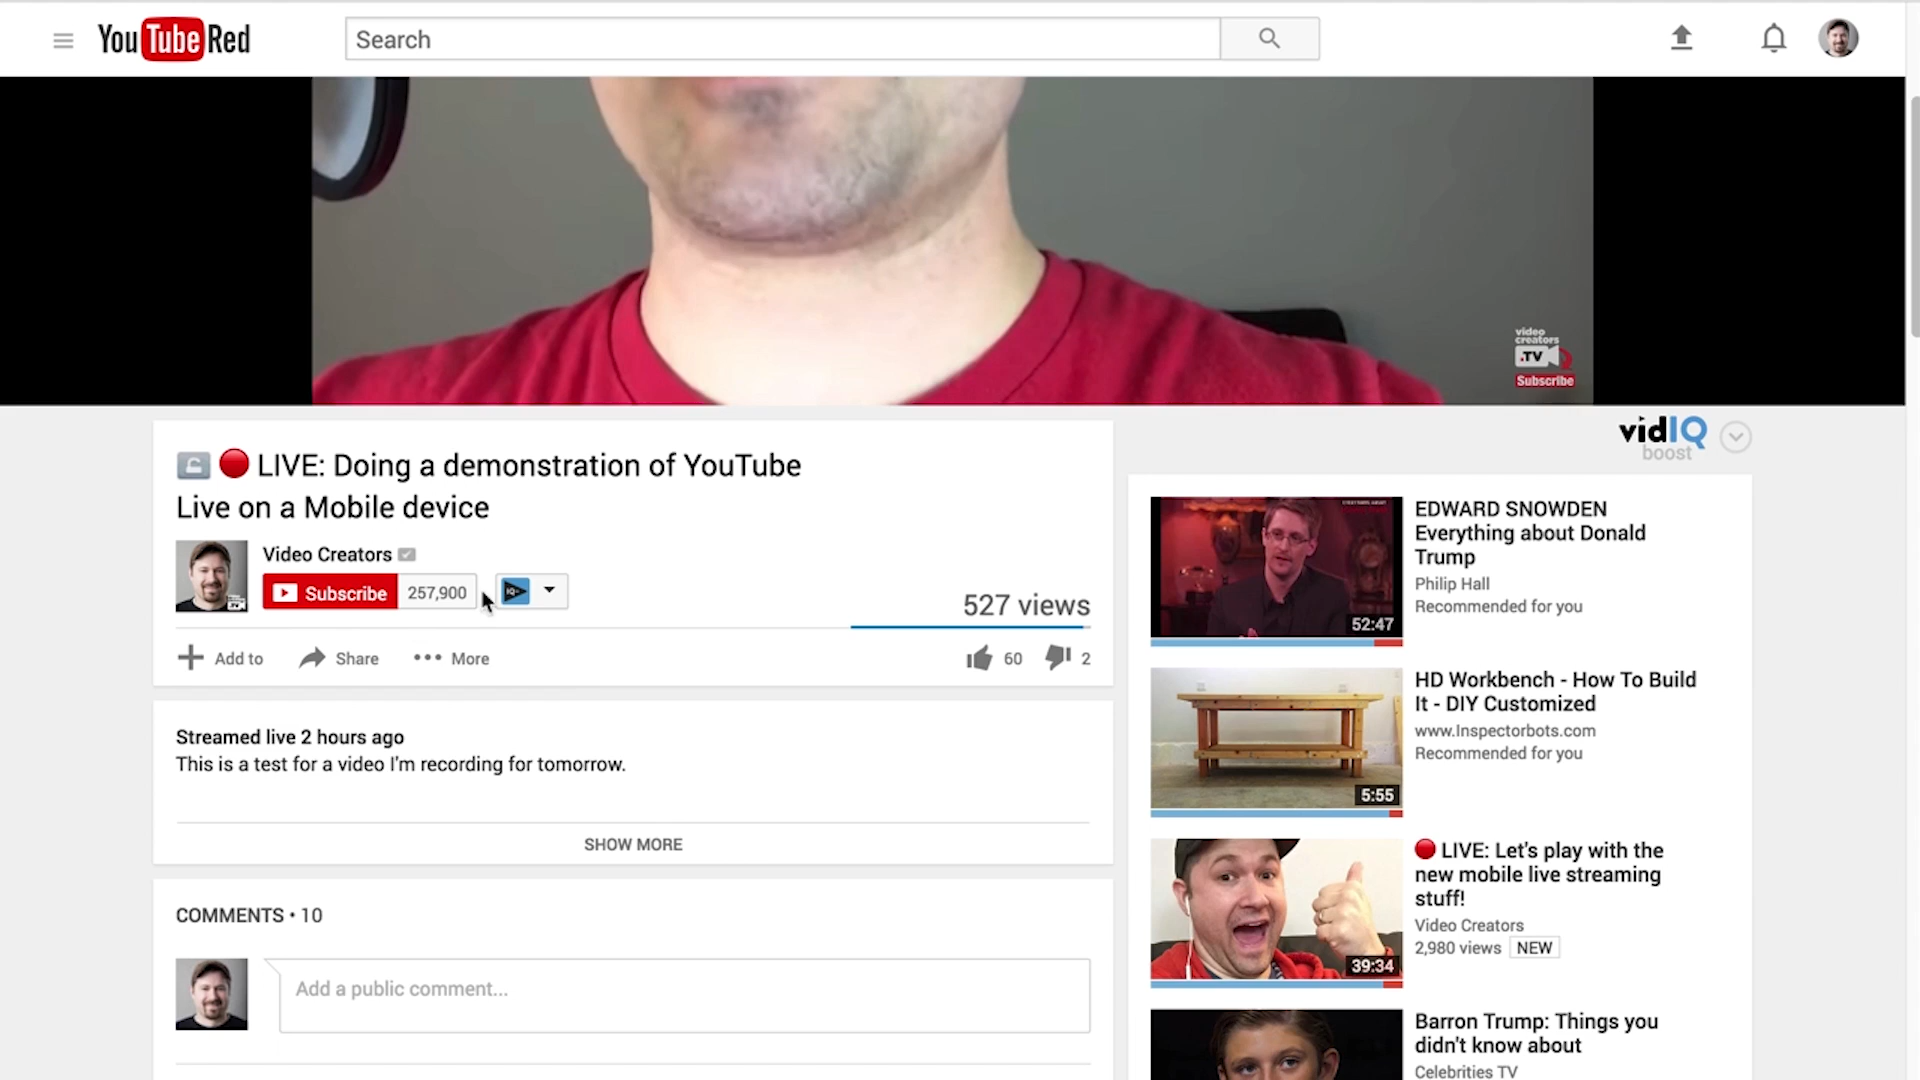 YouTube Red
Search
video
creators
.TV
Subscribe
vidIQ
boost
🔴 LIVE: Doing a demonstration of YouTube
Live on a Mobile device
Video Creators
Subscribe 257,900
527 views
Add to Share More 60 2
Streamed live 2 hours ago
This is a test for a video I'm recording for tomorrow.
SHOW MORE
COMMENTS • 10
Add a public comment...
EDWARD SNOWDEN
Everything about Donald
Trump
Philip Hall
Recommended for you
52:47
HD Workbench - How To Build
It - DIY Customized
www.Inspectorbots.com
Recommended for you
5:55
🔴 LIVE: Let's play with the
new mobile live streaming
stuff!
Video Creators
2,980 views NEW
39:34
Barron Trump: Things you
didn't know about
Celebrities TV